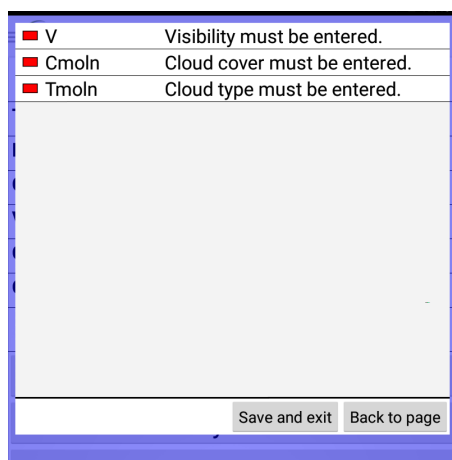 V Visibility must be entered.
Cmoln Cloud cover must be entered.
Tmoln Cloud type must be entered.
Save and exit Back to page